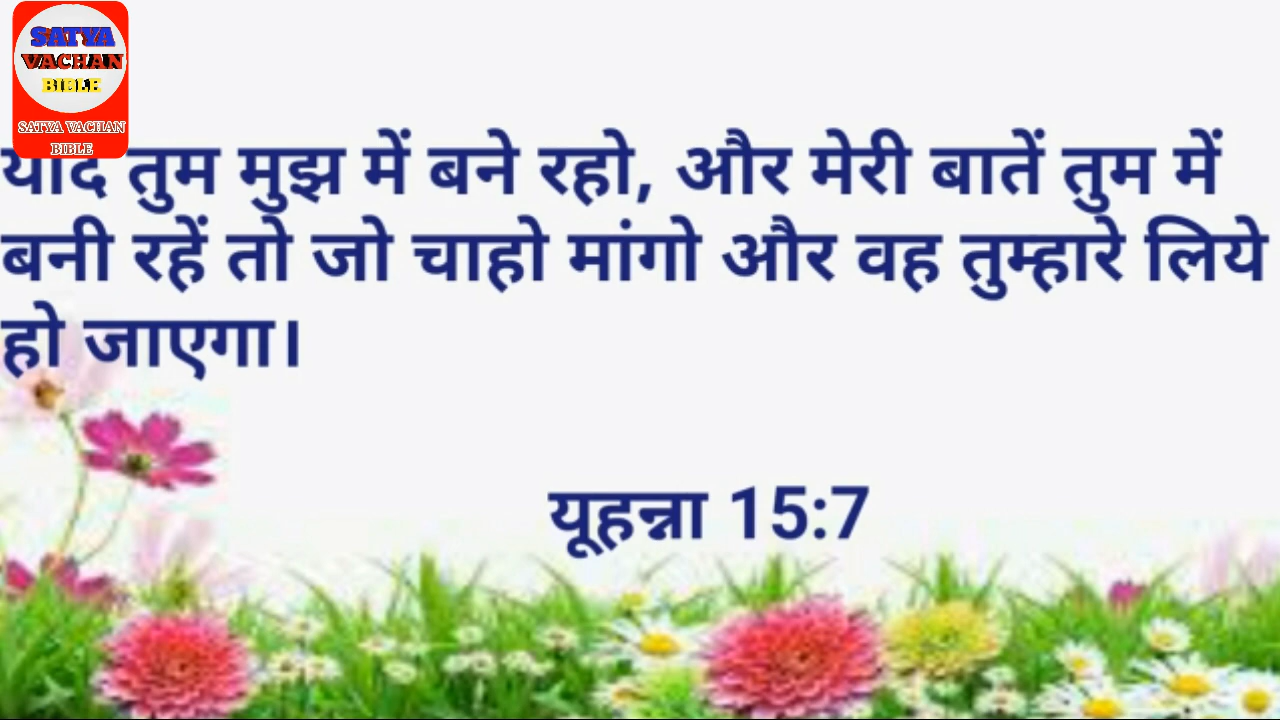 SATYA
VACHAN
BIBLE
SATYA VACHAN
BIBLE
यदि तुम मुझ में बने रहो, और मेरी बातें तुम में
बनी रहें तो जो चाहो मांगो और वह तुम्हारे लिये
हो जाएगा।
यूहन्ना 15:7